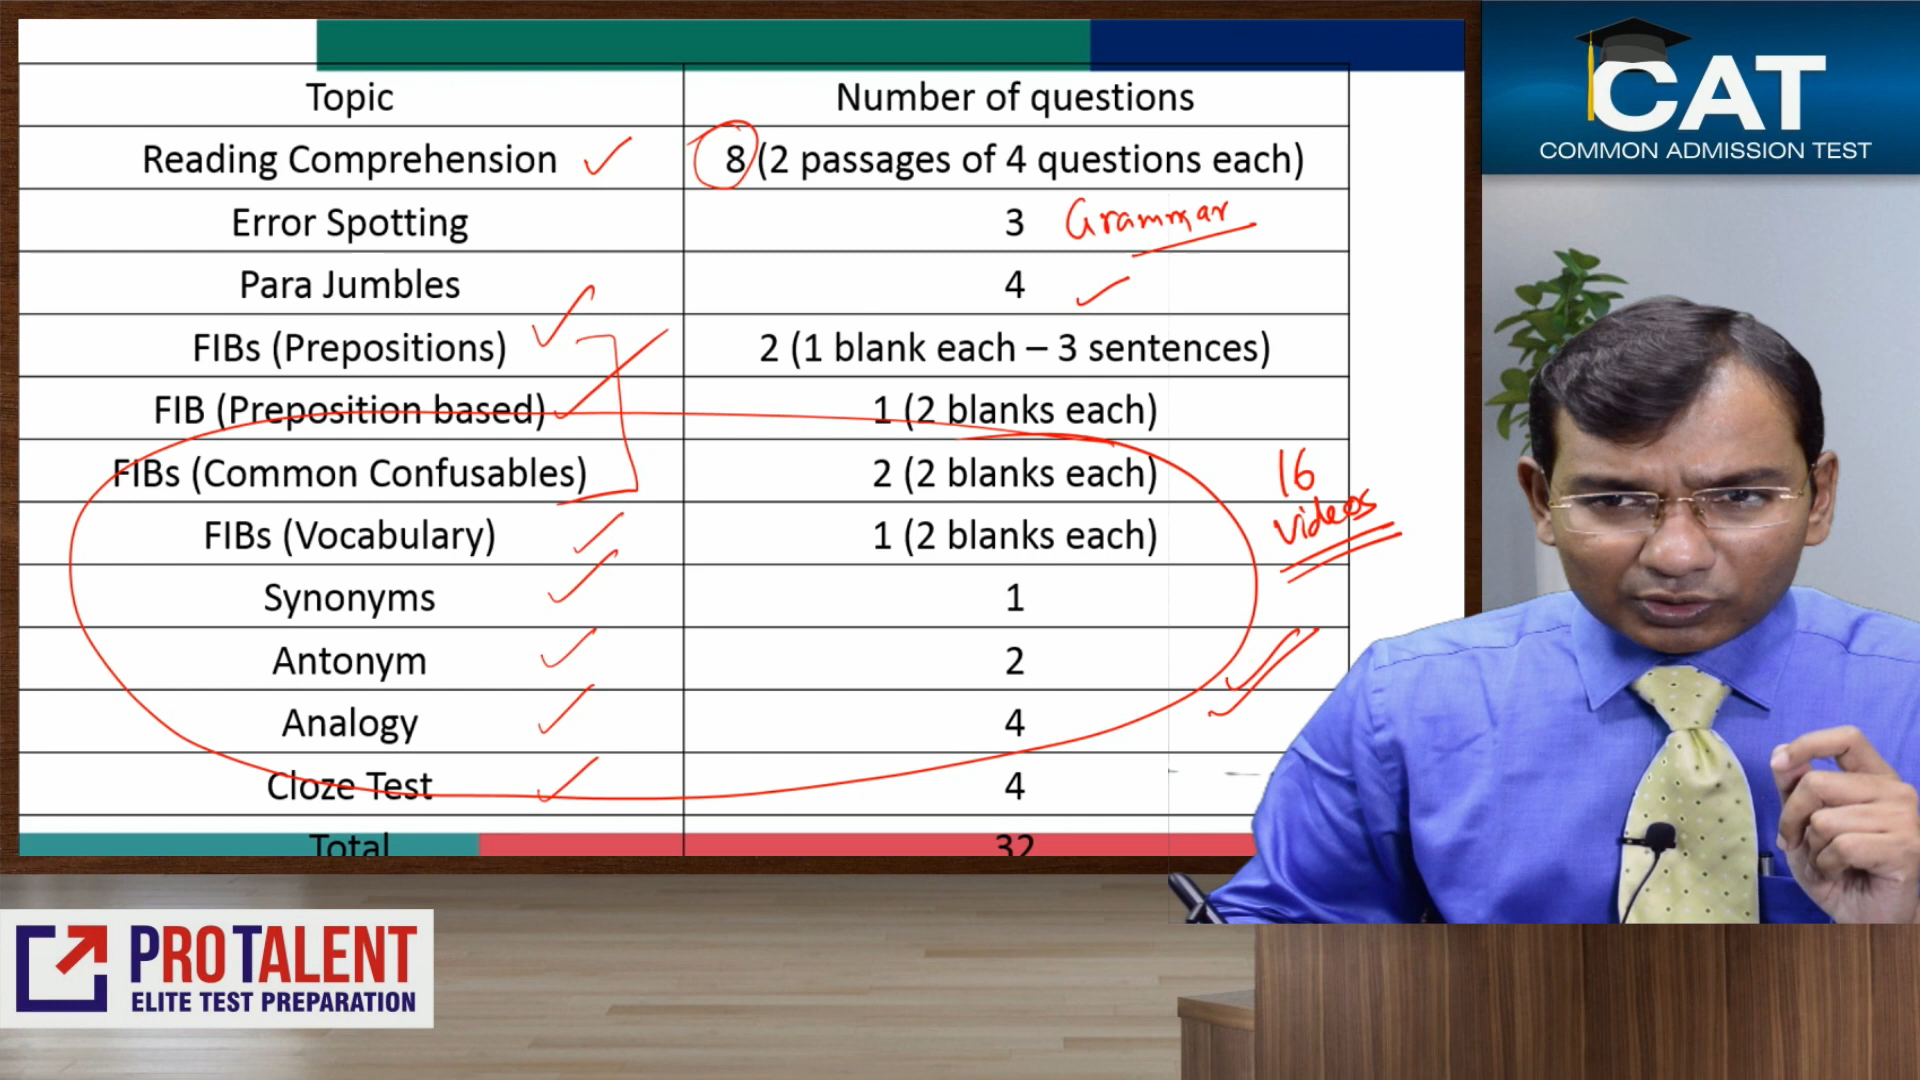 Topic Number of questions
Reading Comprehension 8 (2 passages of 4 questions each)
Error Spotting 3 Grammar
Para Jumbles 4
FIBs (Prepositions) 2 (1 blank each – 3 sentences)
FIB (Preposition based) 1 (2 blanks each)
FIBs (Common Confusables) 2 (2 blanks each)
16
videos
FIBs (Vocabulary) 1 (2 blanks each)
Synonyms 1
Antonym 2
Analogy 4
Cloze Test 4
Total 32
CAT
COMMON ADMISSION TEST
PROTALENT
ELITE TEST PREPARATION